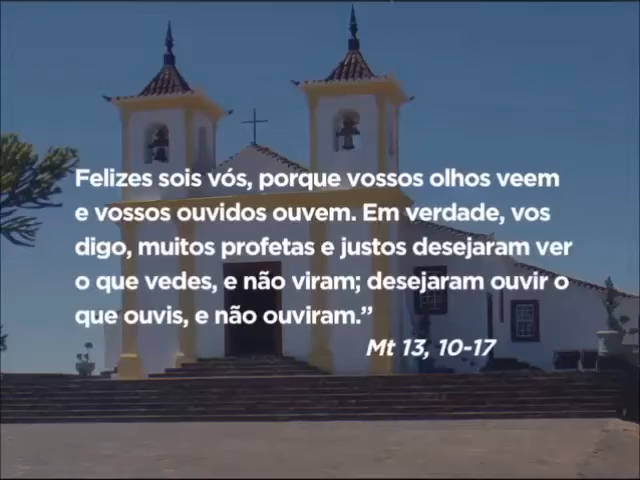 Felizes sois vós, porque vossos olhos veem
e vossos ouvidos ouvem. Em verdade, vos
digo, muitos profetas e justos desejaram ver
o que vedes, e não viram; desejaram ouvir o
que ouvis, e não ouviram.”
Mt 13, 10-17